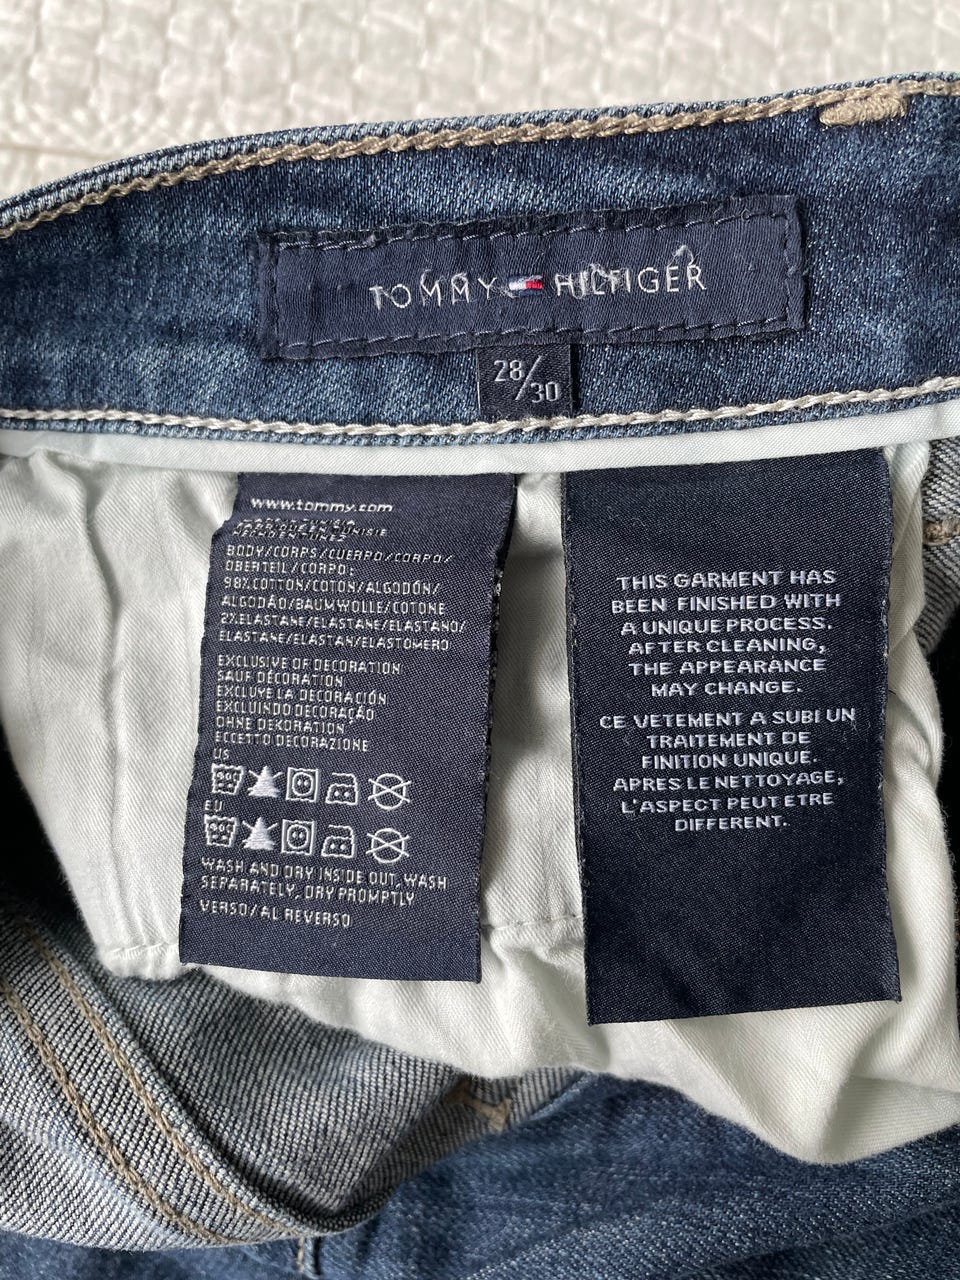 TOMMY HILFIGER
28/30
www.tommy.com
BODY/CORPS/CUERPO/CORPO/
OBERTEIL/CORPO:
98% COTTON/COTON/ALGODÓN/
ALGODÃO/BAUMWOLLE/COTONE
2% ELASTANE/ELASTANE/ELASTANO/
ELASTANE/ELASTAN/ELASTOMERO
EXCLUSIVE OF DECORATION
SAUF DÉCORATION
EXCLUYE LA DECORACIÓN
EXCLUINDO DECORAÇÃO
OHNE DEKORATION
ECCETTO DECORAZIONE
US
EU
WASH AND DRY INSIDE OUT, WASH
SEPARATELY, DRY PROMPTLY
VERSO/AL REVERSO
THIS GARMENT HAS
BEEN FINISHED WITH
A UNIQUE PROCESS.
AFTER CLEANING,
THE APPEARANCE
MAY CHANGE.
CE VETEMENT A SUBI UN
TRAITEMENT DE
FINITION UNIQUE.
APRES LE NETTOYAGE,
L'ASPECT PEUT ETRE
DIFFERENT.